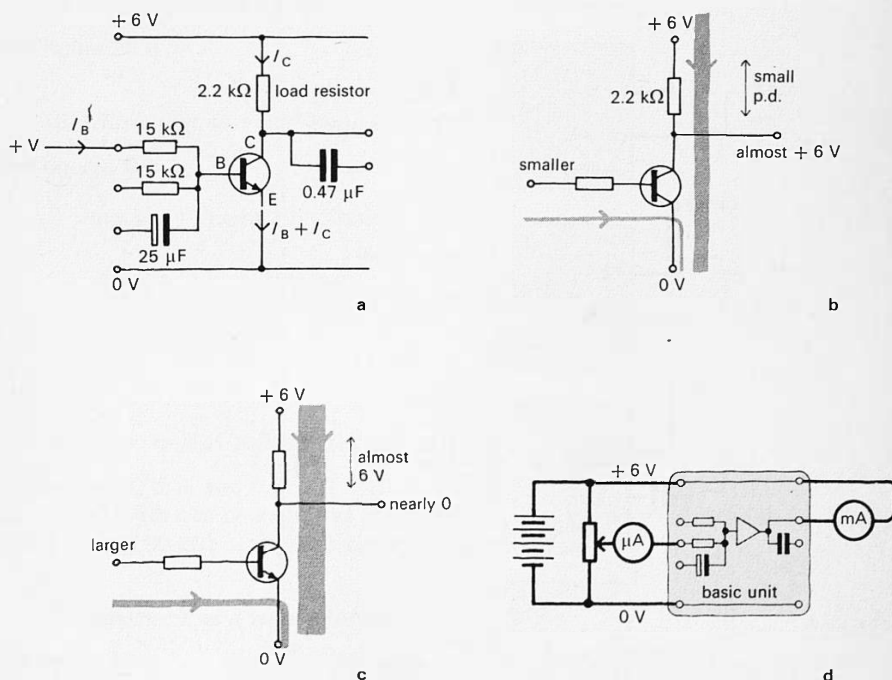 + 6 V
I_C
2.2 kΩ load resistor
I_B
15 kΩ
+ V
C
B
15 kΩ
0.47 µF
E
I_B + I_C
25 µF
0 V
a
+ 6 V
2.2 kΩ
small
p.d.
almost + 6 V
smaller
0 V
b
+ 6 V
almost
6 V
nearly 0
larger
0 V
c
+ 6 V
µA
mA
basic unit
0 V
d